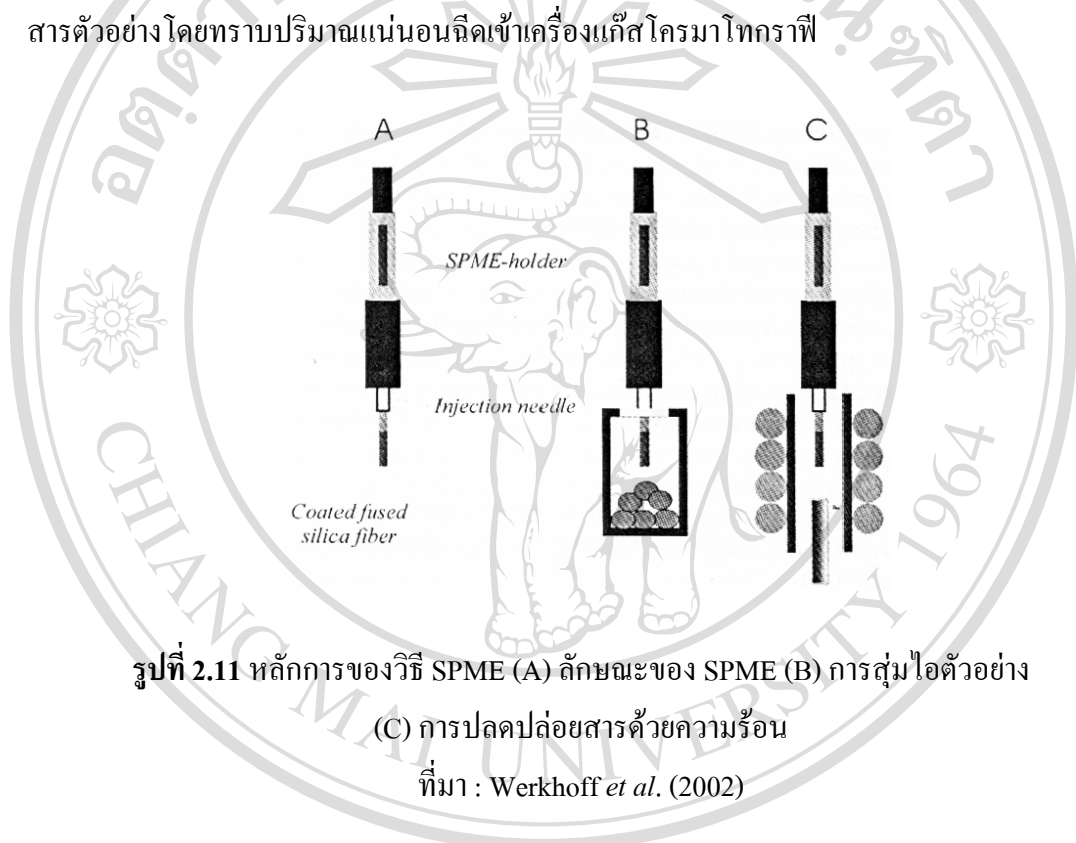 สารตัวอย่างโดยทราบปริมาณแน่นอนฉีดเข้าเครื่องแก๊สโครมาโทกราฟี
A B C
SPME-holder
Injection needle
Coated fused
silica fiber
รูปที่ 2.11 หลักการของวิธี SPME (A) ลักษณะของ SPME (B) การสุ่มไอตัวอย่าง
(C) การปลดปล่อยสารด้วยความร้อน
ที่มา : Werkhoff et al. (2002)
CHIANG MAI UNIVERSITY 1964